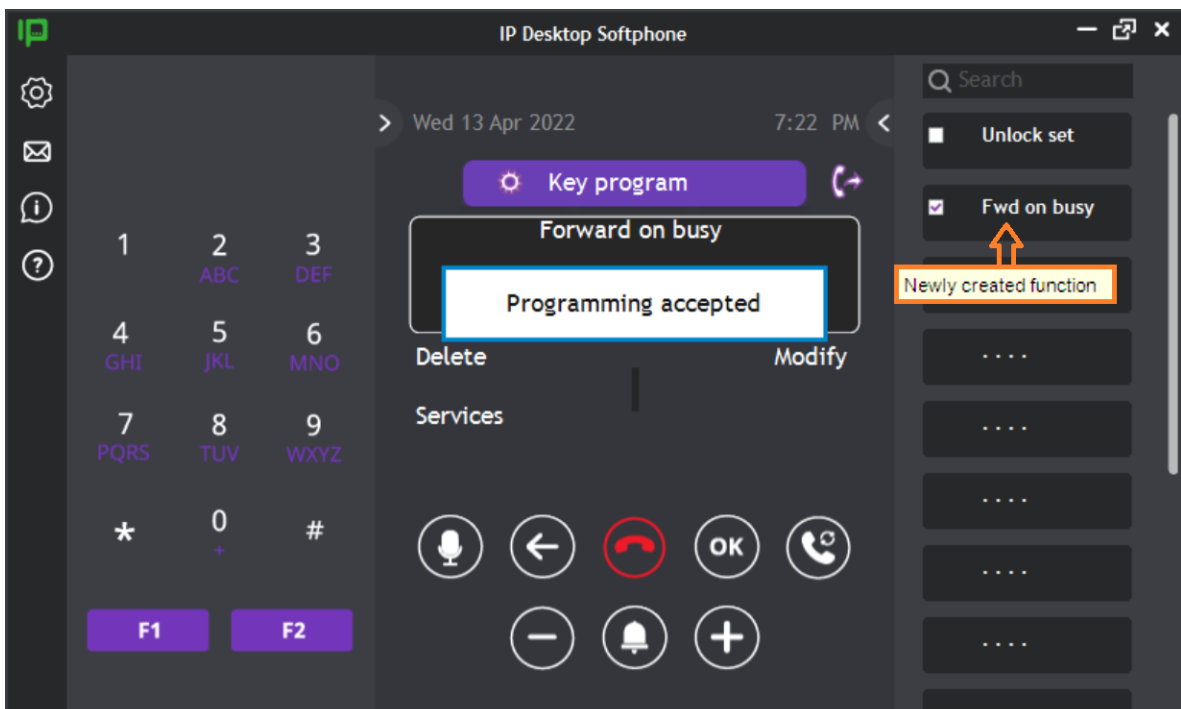 IP
IP Desktop Softphone
Search
Wed 13 Apr 2022
7:22 PM
Key program
Forward on busy
Programming accepted
Delete
Modify
Services
1
2
ABC
3
DEF
4
GHI
5
JKL
6
MNO
7
PQRS
8
TUV
9
WXYZ
*
0
+
#
F1
F2
OK
Unlock set
Fwd on busy
Newly created function
. . . .
. . . .
. . . .
. . . .
. . . .